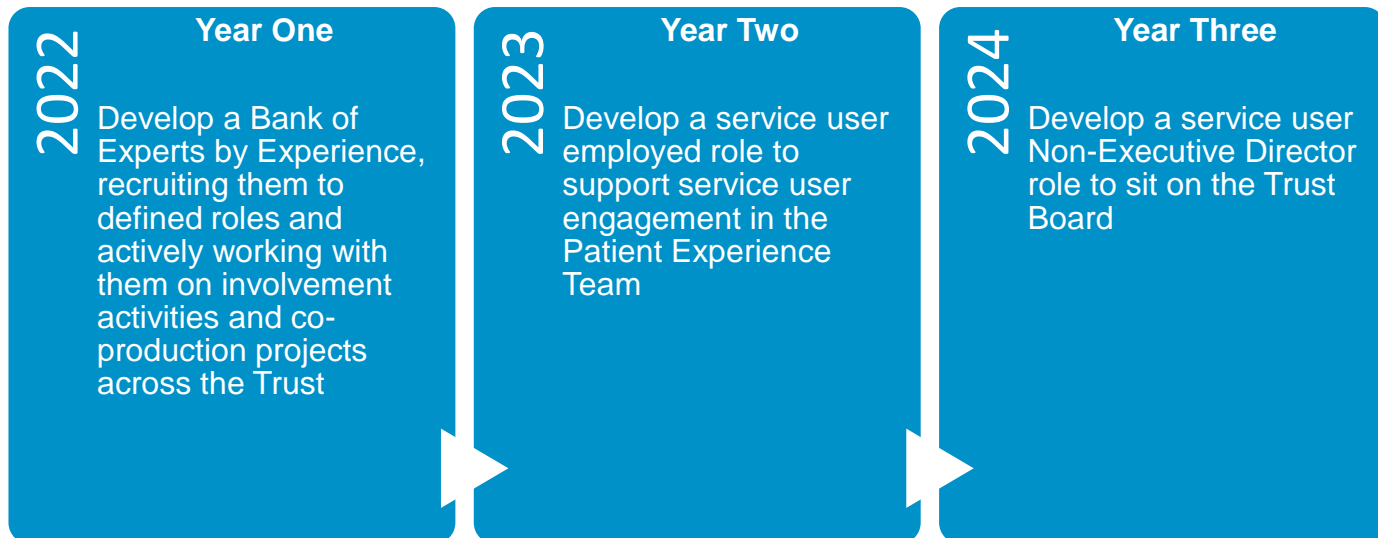 Year One
2022
Develop a Bank of
Experts by Experience,
recruiting them to
defined roles and
actively working with
them on involvement
activities and co-
production projects
across the Trust
Year Two
2023
Develop a service user
employed role to
support service user
engagement in the
Patient Experience
Team
Year Three
2024
Develop a service user
Non-Executive Director
role to sit on the Trust
Board